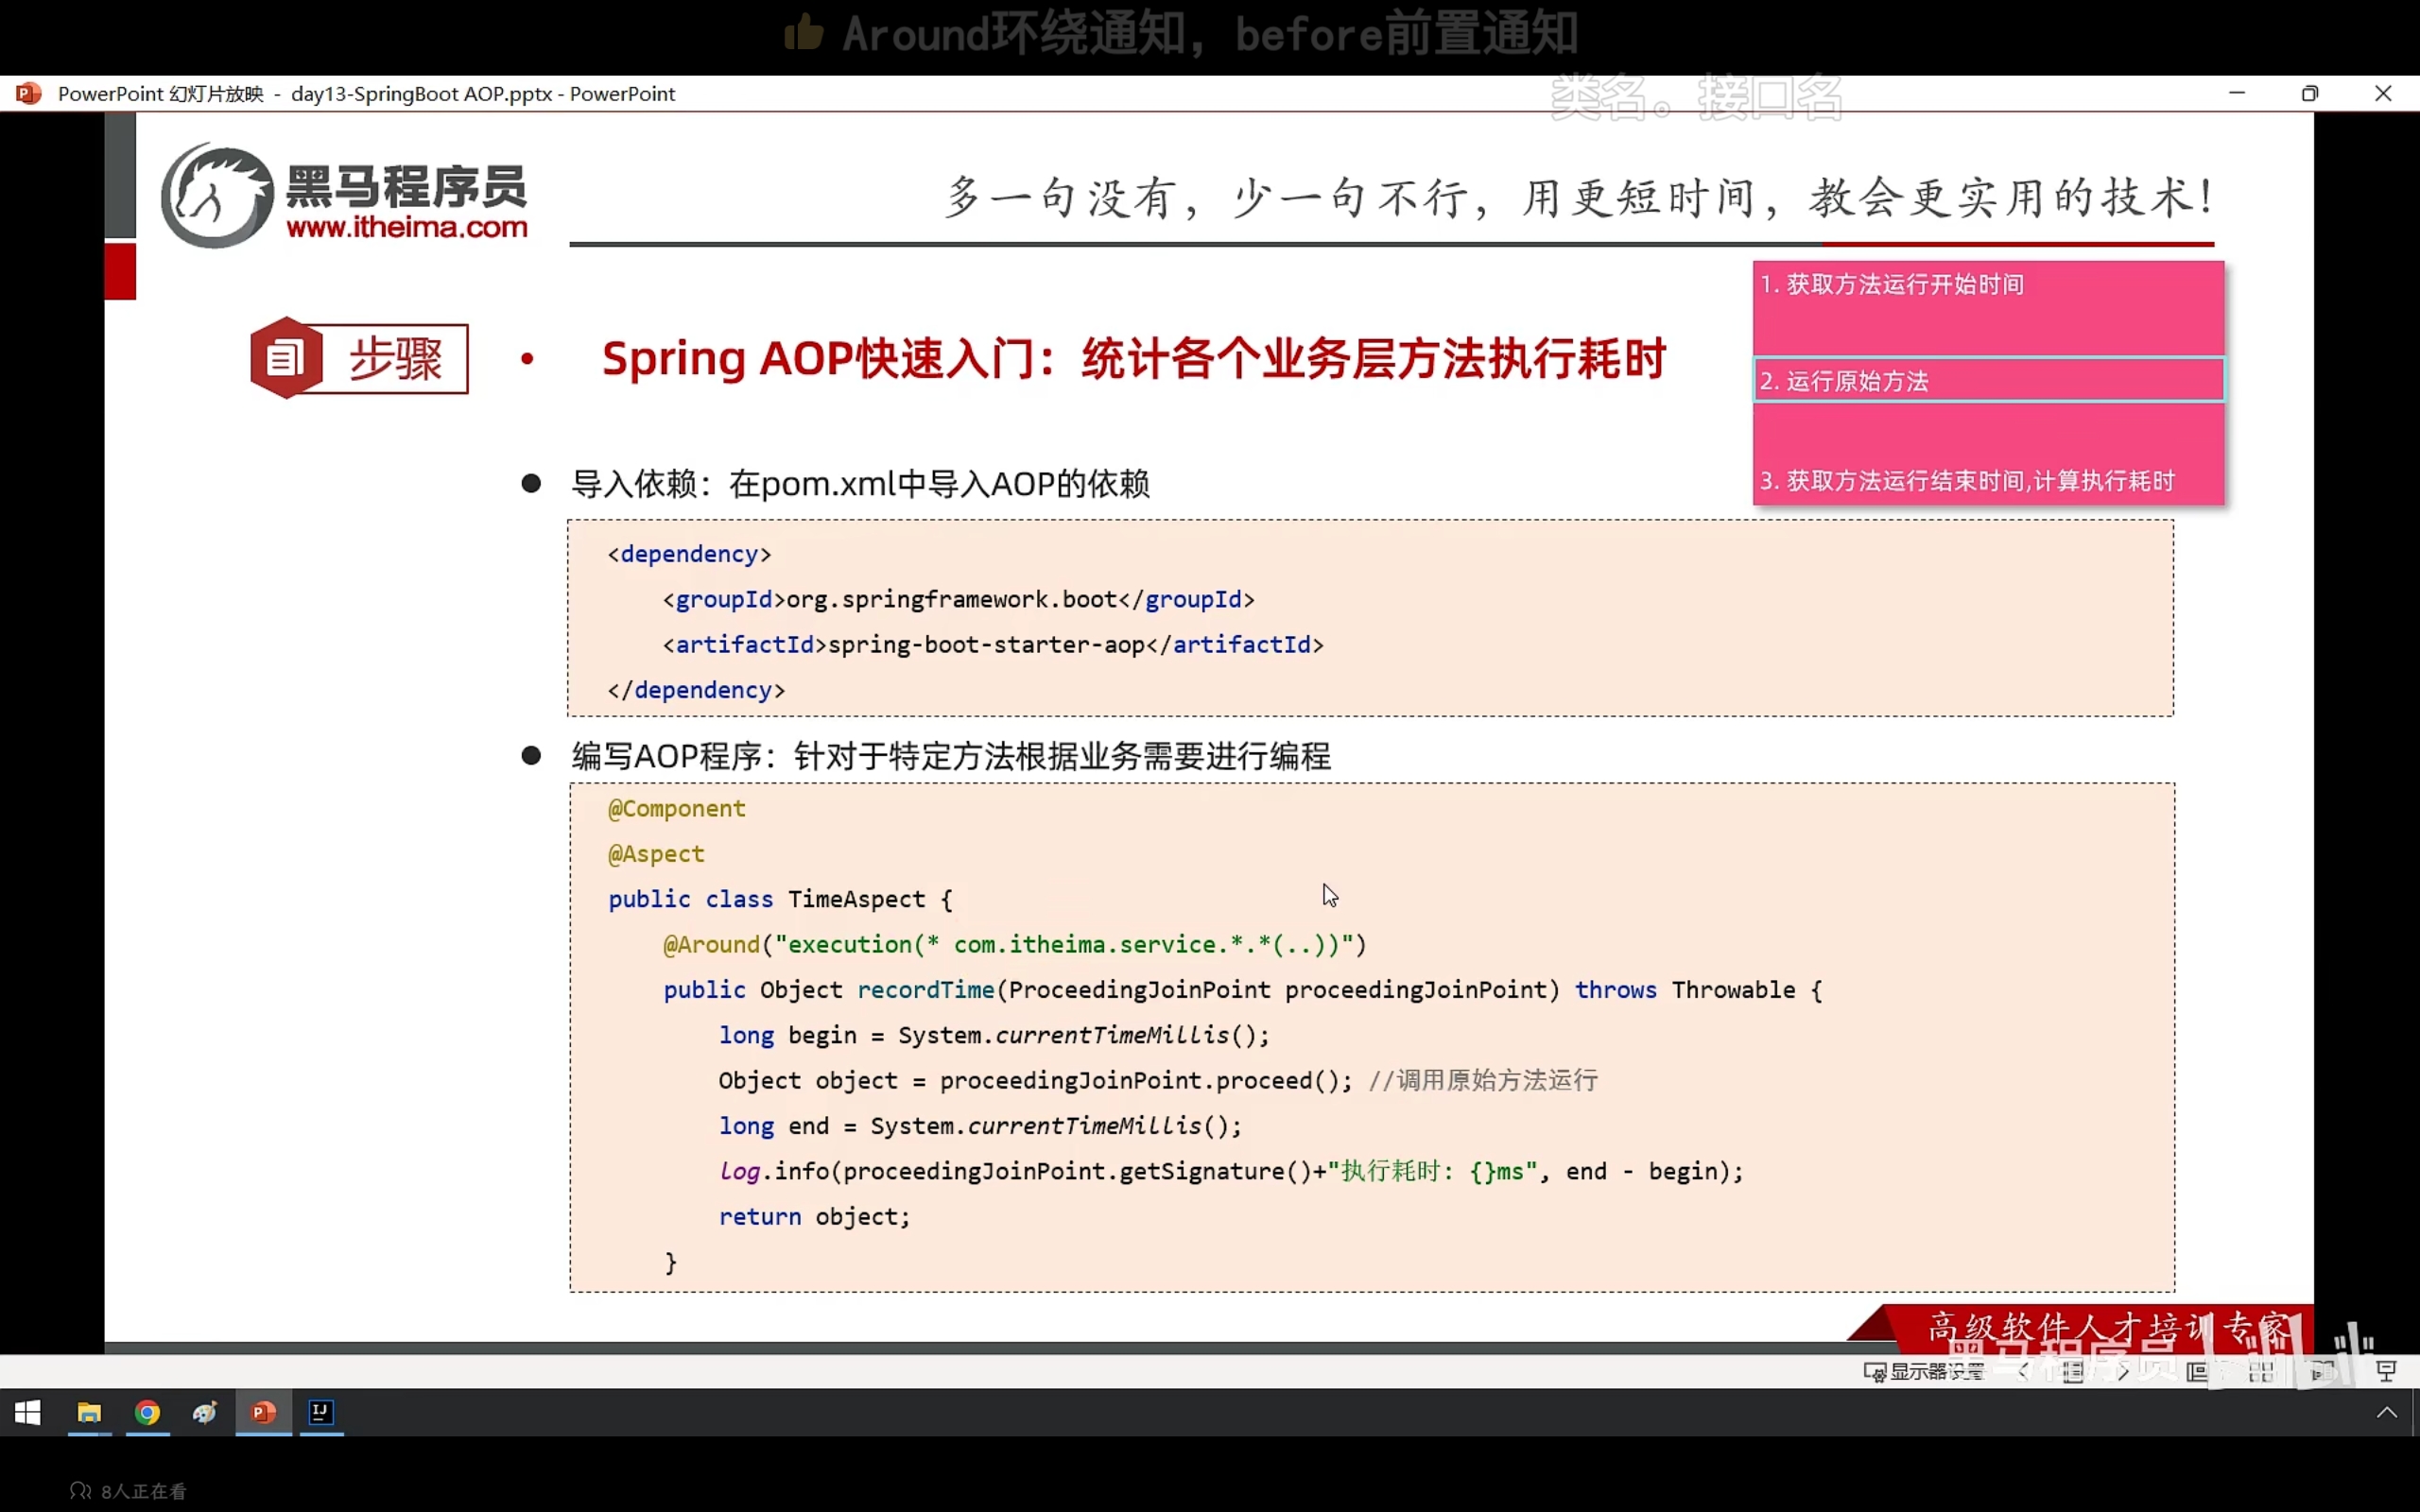 Around环绕通知，before前置通知
PowerPoint 幻灯片放映 - day13-SpringBoot AOP.pptx - PowerPoint
类名。接口名
黑马程序员
www.itheima.com
多一句没有，少一句不行，用更短时间，教会更实用的技术！
1. 获取方法运行开始时间
步骤
• Spring AOP快速入门：统计各个业务层方法执行耗时
2. 运行原始方法
3. 获取方法运行结束时间,计算执行耗时
● 导入依赖：在pom.xml中导入AOP的依赖
<dependency>
<groupId>org.springframework.boot</groupId>
<artifactId>spring-boot-starter-aop</artifactId>
</dependency>
● 编写AOP程序：针对于特定方法根据业务需要进行编程
@Component
@Aspect
public class TimeAspect {
@Around("execution(* com.itheima.service.*.*(..))")
public Object recordTime(ProceedingJoinPoint proceedingJoinPoint) throws Throwable {
long begin = System.currentTimeMillis();
Object object = proceedingJoinPoint.proceed(); //调用原始方法运行
long end = System.currentTimeMillis();
log.info(proceedingJoinPoint.getSignature()+"执行耗时: {}ms", end - begin);
return object;
}
高级软件人才培训专家
黑马程序员
显示器设置
8人正在看